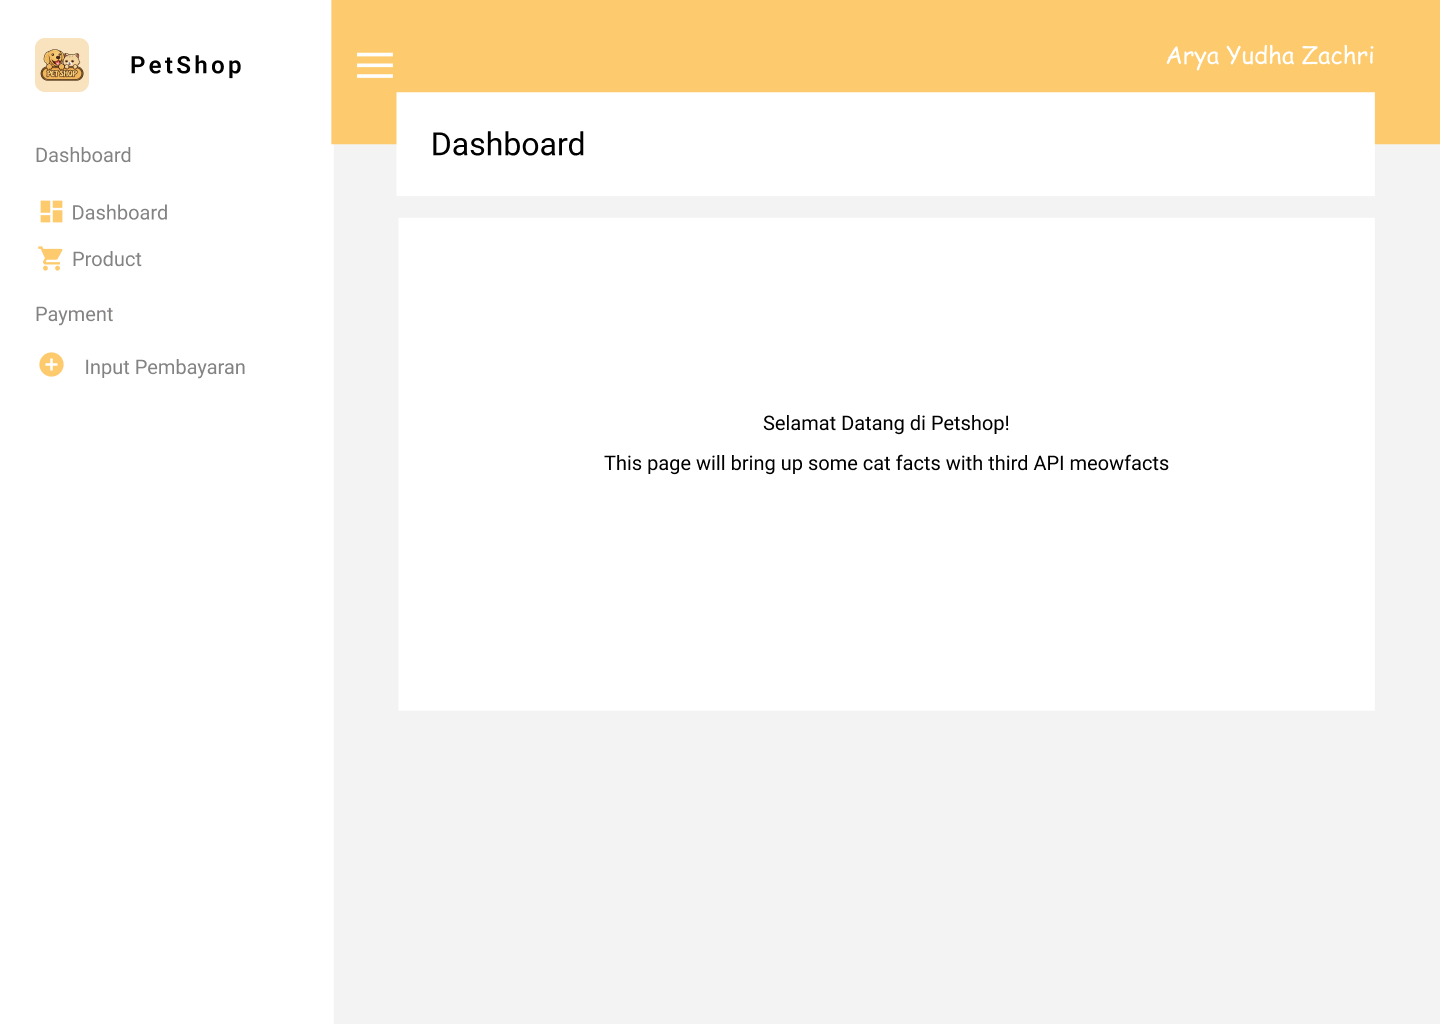 PET SHOP
PetShop
Arya Yudha Zachri
Dashboard
Dashboard
Product
Payment
Input Pembayaran
Dashboard
Selamat Datang di Petshop!
This page will bring up some cat facts with third API meowfacts